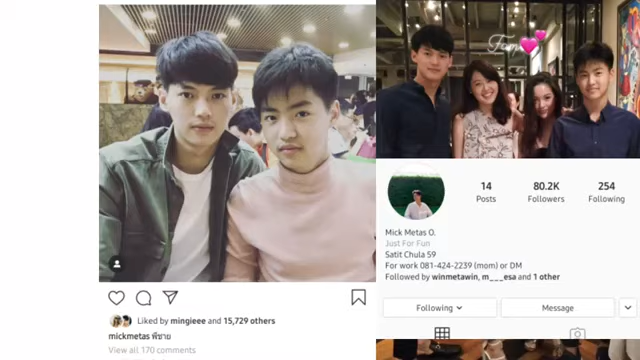 Liked by mingieee and 15,729 others
mickmetas พี่ชาย
View all 170 comments
Fam
14
80.2K
254
Posts
Followers
Following
Mick Metas O.
Just For Fun
Satit Chula 59
For work 081-424-2239 (mom) or DM
Followed by winmetawin, m___esa and 1 other
Following
Message